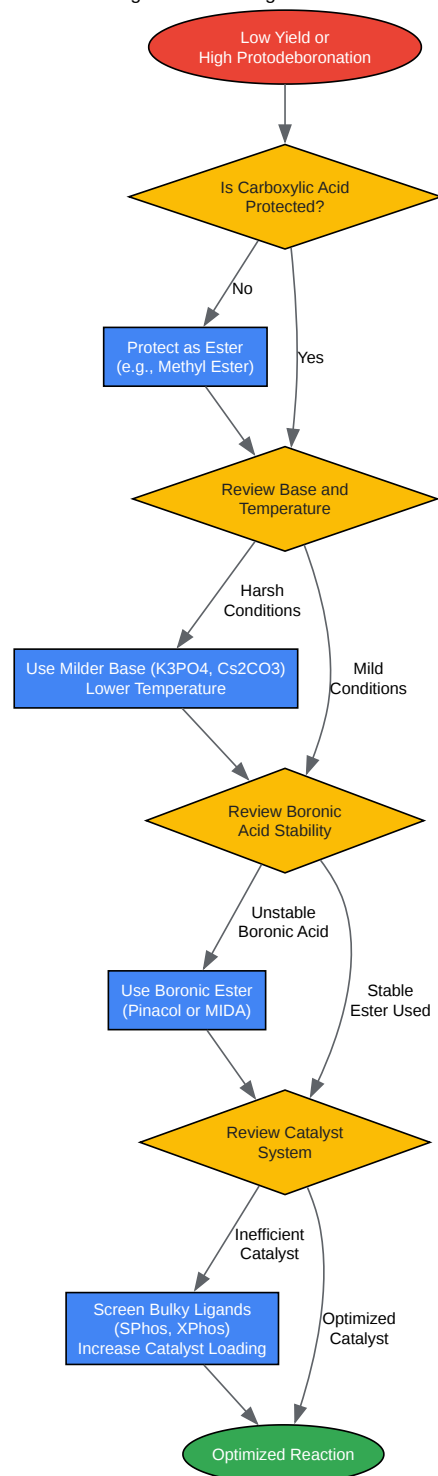 Low Yield or
High Protodeboronation
Is Carboxylic Acid
Protected?
No
Yes
Protect as Ester
(e.g., Methyl Ester)
Review Base and
Temperature
Harsh
Conditions
Mild
Conditions
Use Milder Base (K3PO4, Cs2CO3)
Lower Temperature
Review Boronic
Acid Stability
Unstable
Boronic Acid
Stable
Ester Used
Use Boronic Ester
(Pinacol or MIDA)
Review Catalyst
System
Inefficient
Catalyst
Optimized
Catalyst
Screen Bulky Ligands
(SPhos, XPhos)
Increase Catalyst Loading
Optimized Reaction